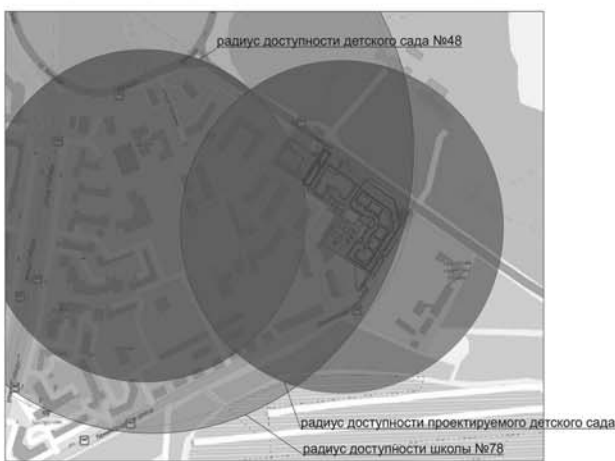 радиус доступности детского сада №48
радиус доступности проектируемого детского сада
радиус доступности школы №78